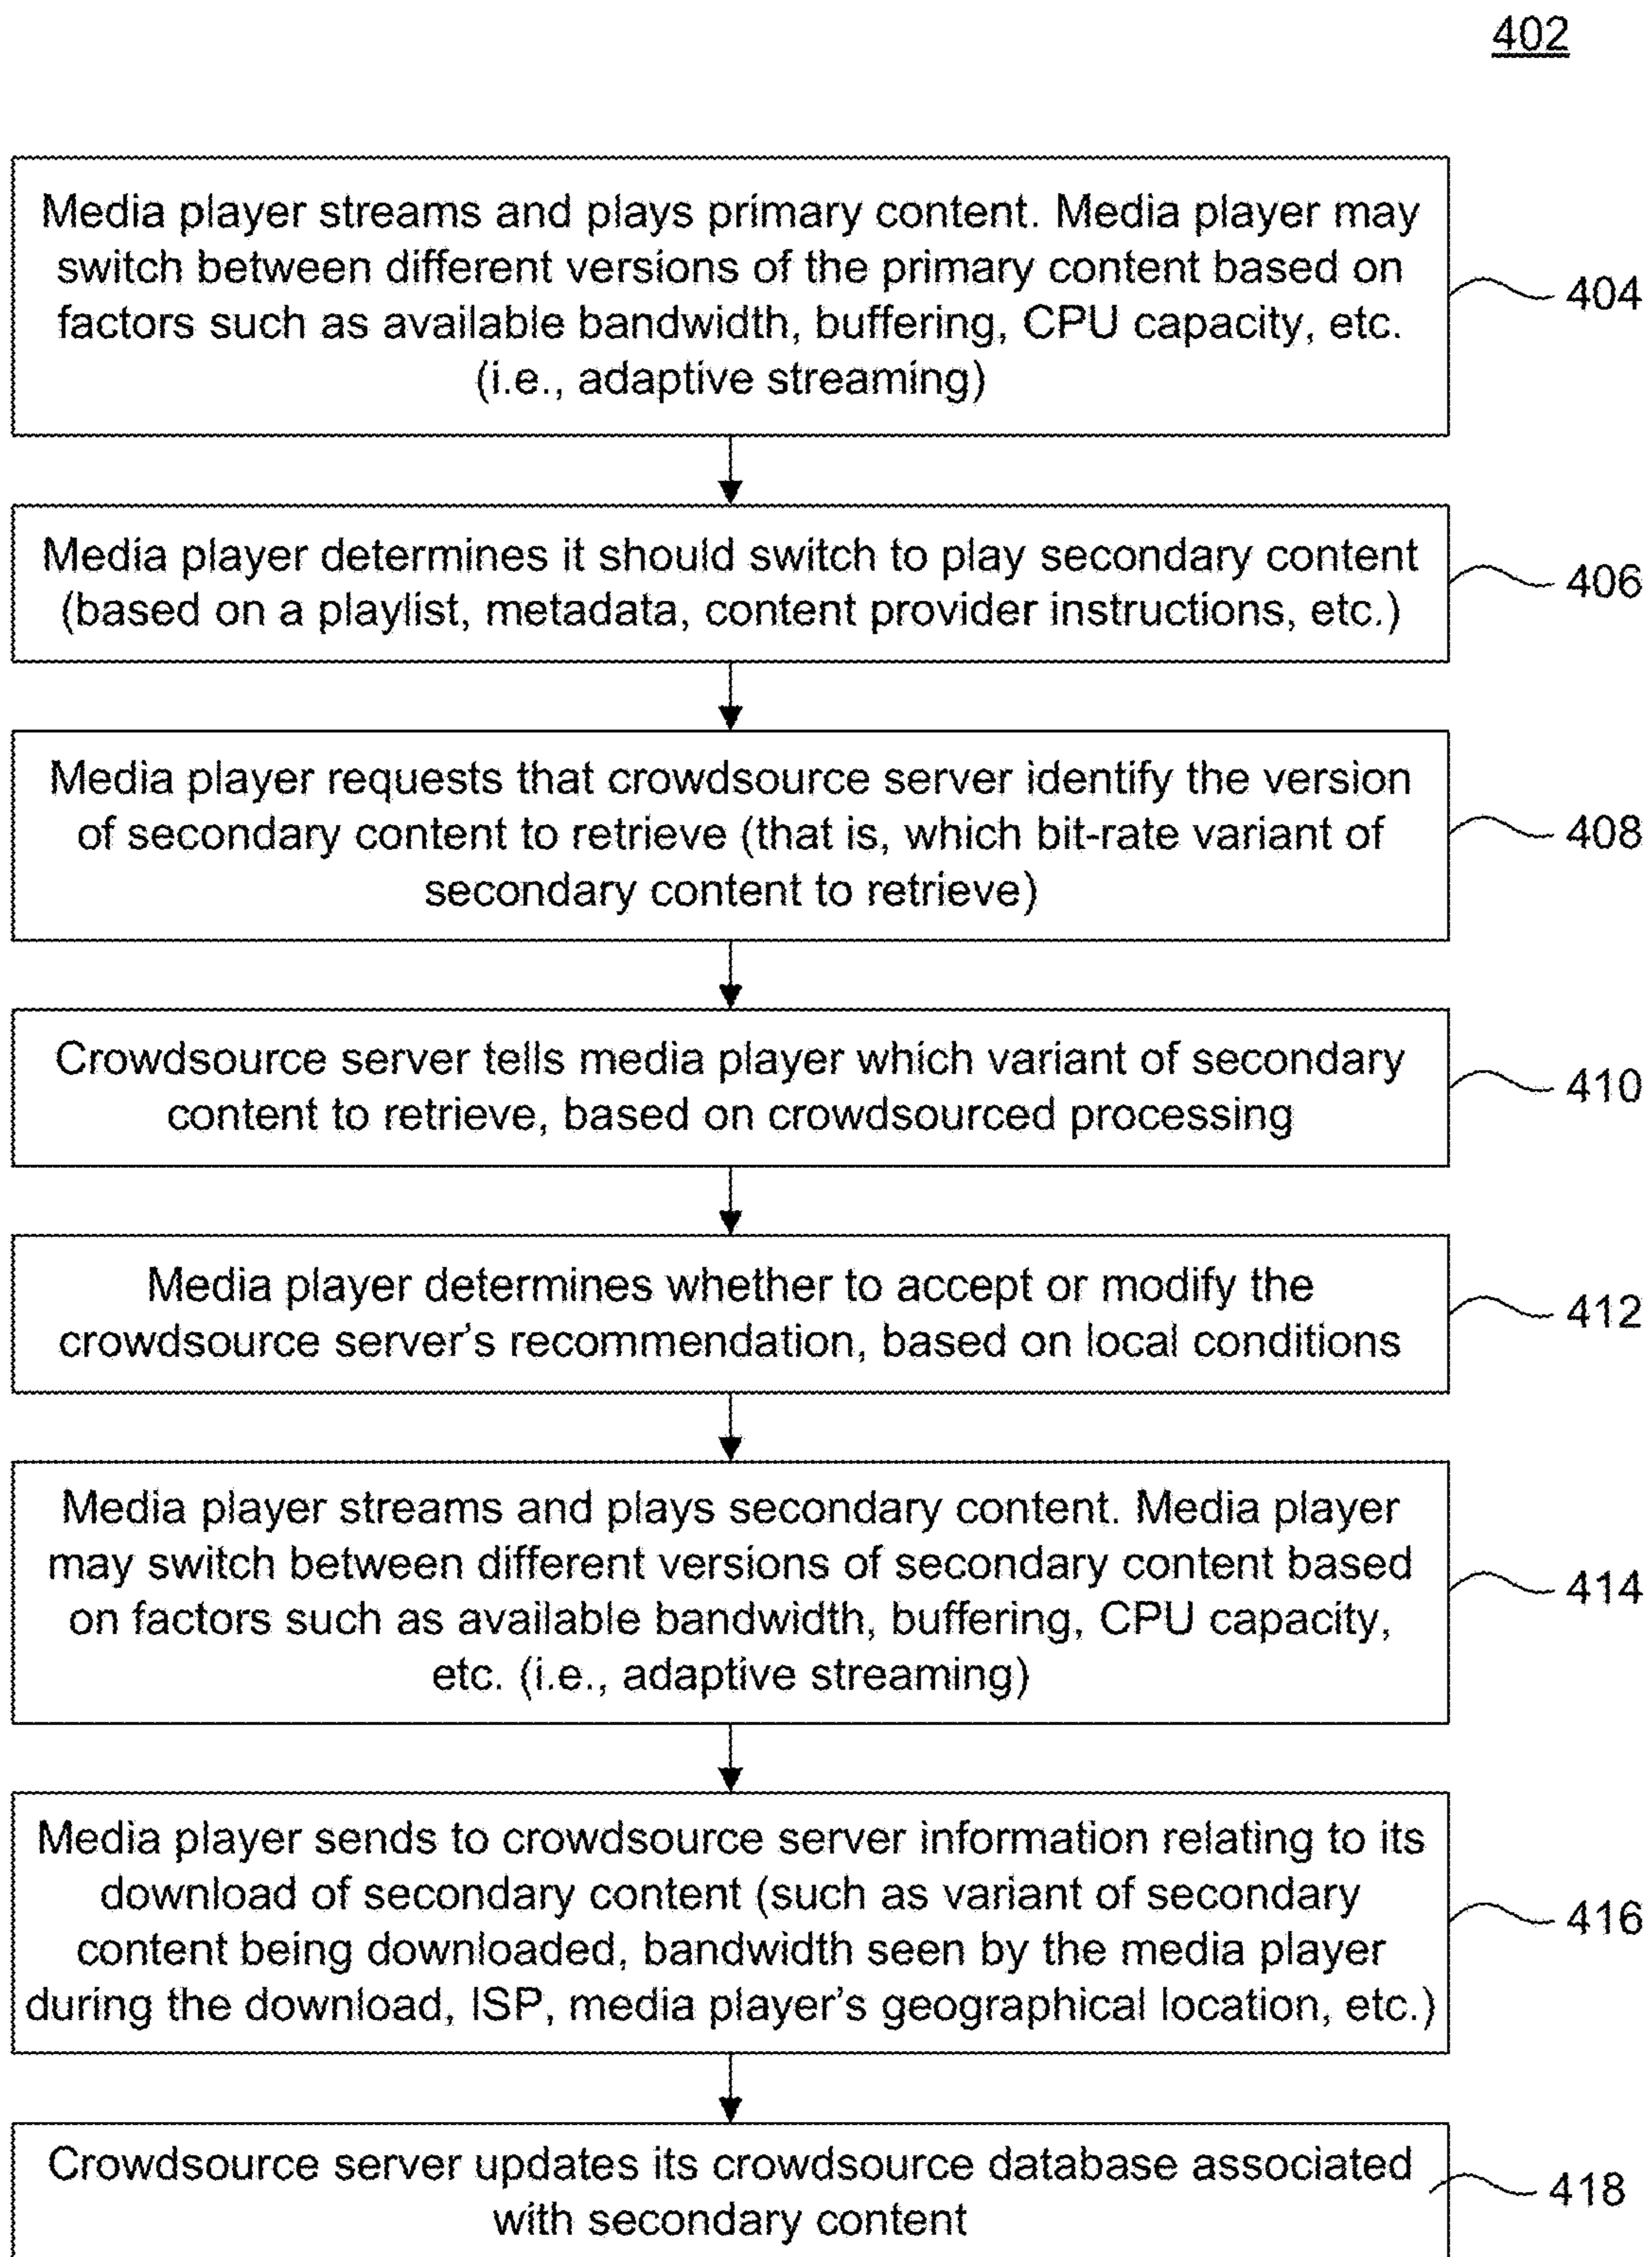 402
Media player streams and plays primary content. Media player may
switch between different versions of the primary content based on
factors such as available bandwidth, buffering, CPU capacity, etc.
(i.e., adaptive streaming)
404
Media player determines it should switch to play secondary content
(based on a playlist, metadata, content provider instructions, etc.)
406
Media player requests that crowdsource server identify the version
of secondary content to retrieve (that is, which bit-rate variant of
secondary content to retrieve)
408
Crowdsource server tells media player which variant of secondary
content to retrieve, based on crowdsourced processing
410
Media player determines whether to accept or modify the
crowdsource server's recommendation, based on local conditions
412
Media player streams and plays secondary content. Media player
may switch between different versions of secondary content based
on factors such as available bandwidth, buffering, CPU capacity,
etc. (i.e., adaptive streaming)
414
Media player sends to crowdsource server information relating to its
download of secondary content (such as variant of secondary
content being downloaded, bandwidth seen by the media player
during the download, ISP, media player's geographical location, etc.)
416
Crowdsource server updates its crowdsource database associated
with secondary content
418